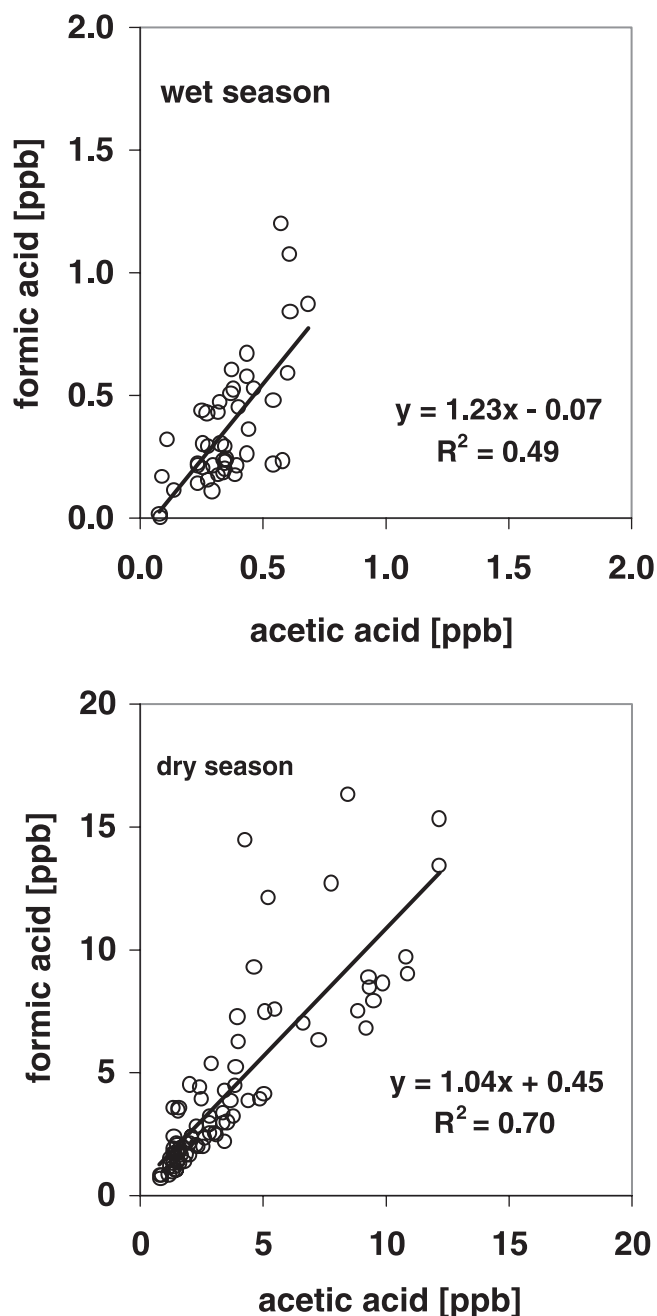 2.0
wet season
1.5
formic acid [ppb]
1.0
0.5
y = 1.23x - 0.07
R² = 0.49
0.0
0.0 0.5 1.0 1.5 2.0
acetic acid [ppb]
20
dry season
15
formic acid [ppb]
10
5
y = 1.04x + 0.45
R² = 0.70
0
0 5 10 15 20
acetic acid [ppb]